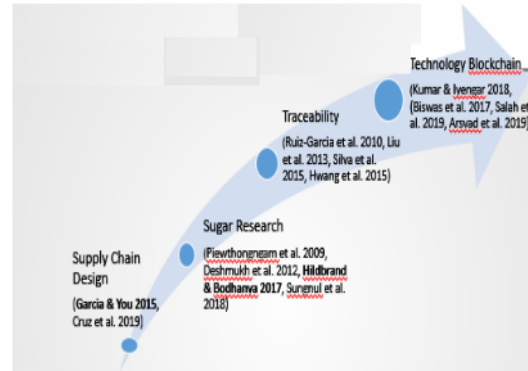 Technology Blockchain
(Kumar & Iyengar 2018,
(Biswas et al. 2017, Salah et
al. 2019, Arsyad et al. 2019)
Traceability
(Ruiz-Garcia et al. 2010, Liu
et al. 2013, Silva et al.
2015, Hwang et al. 2015)
Sugar Research
(Piewthongngam et al. 2009,
Deshmukh et al. 2012, Hildbrand
& Bodhanya 2017, Sungnul et al.
2018)
Supply Chain
Design
(Garcia & You 2015,
Cruz et al. 2019)